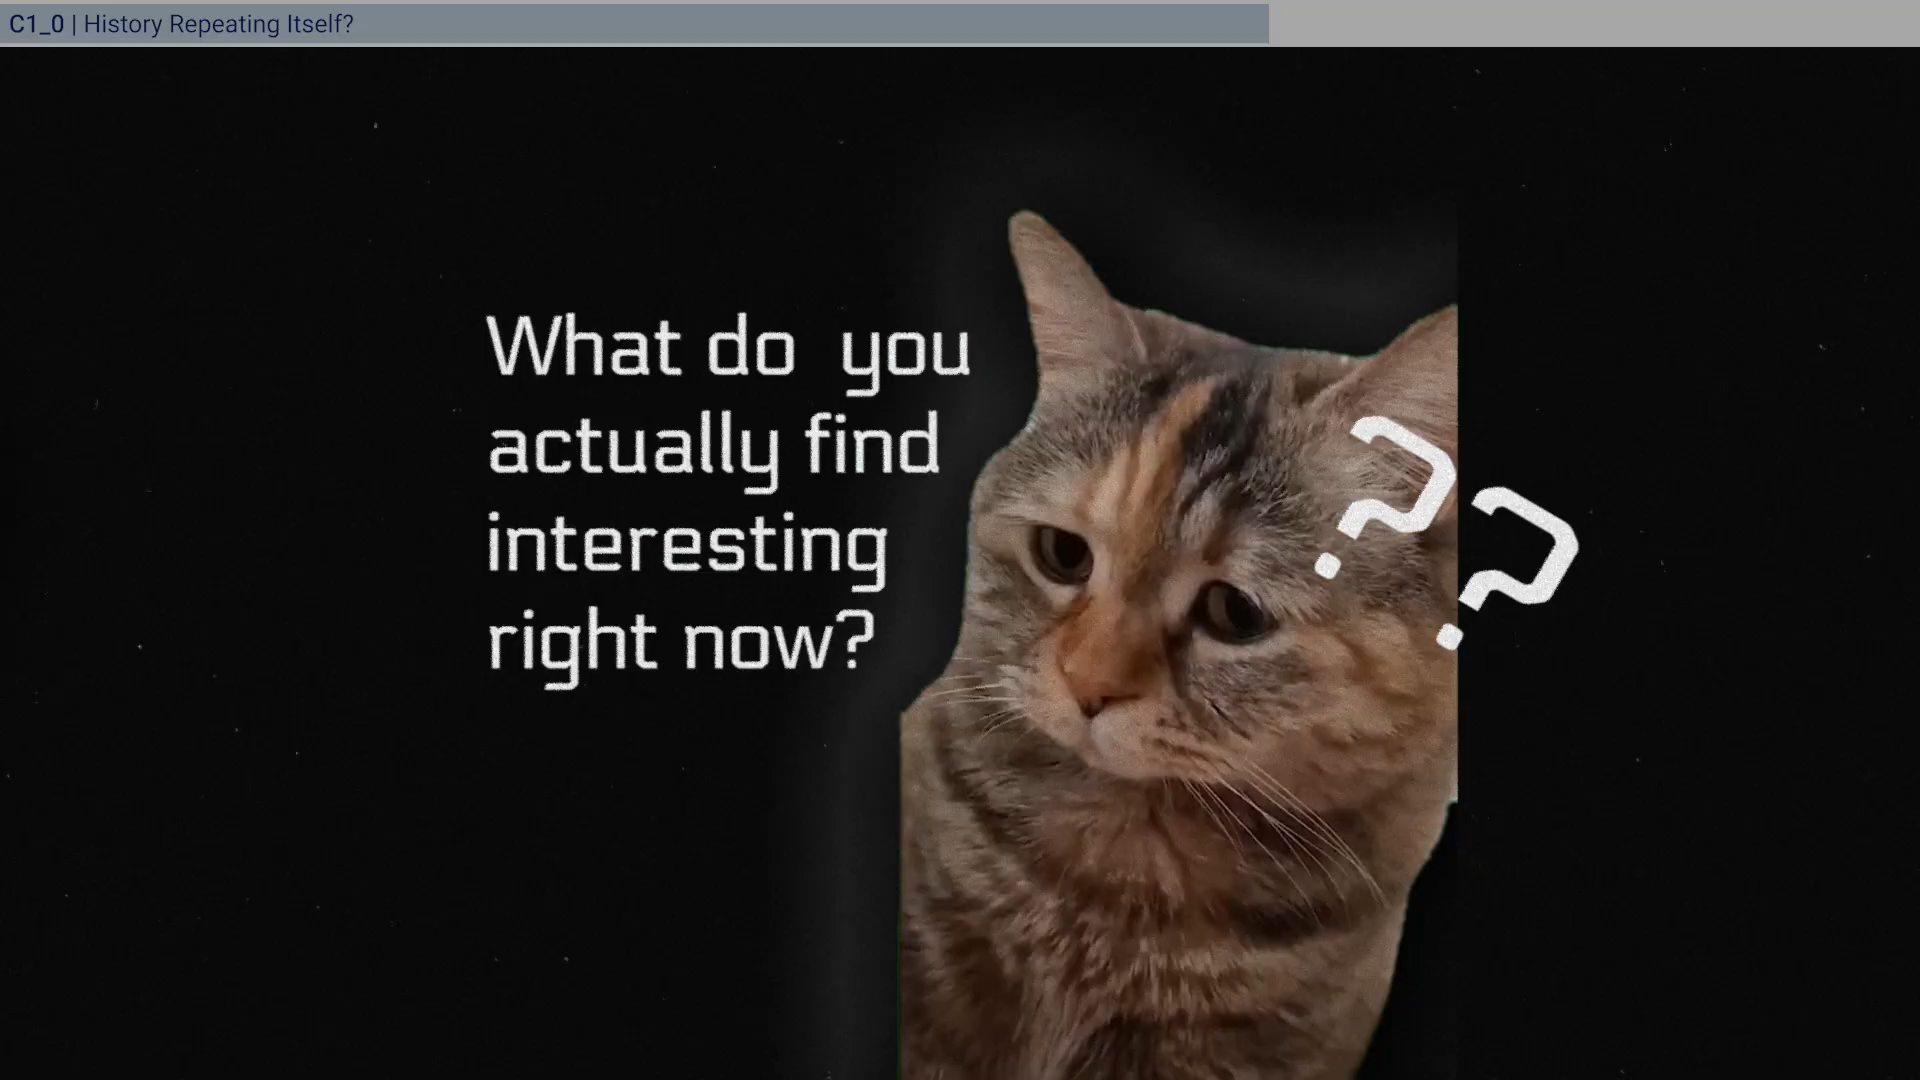 C1_0 | History Repeating Itself?
What do you
actually find
interesting
right now?
? ?